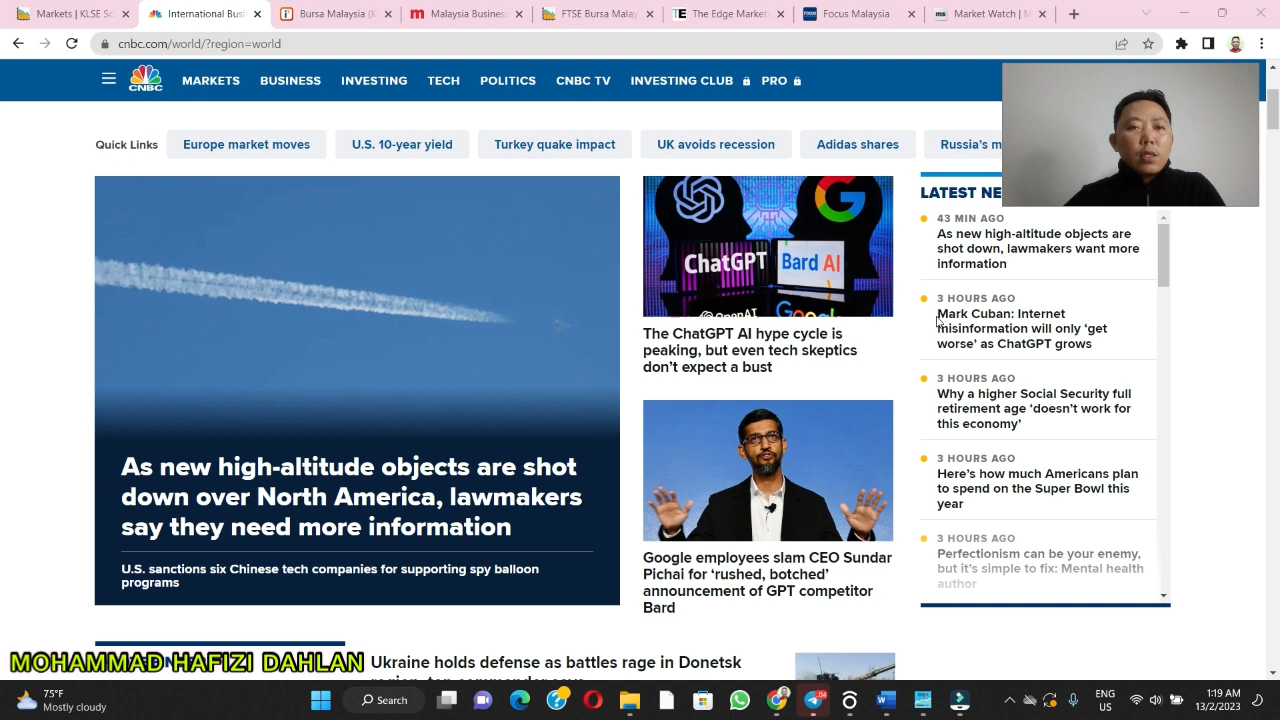 Markets | KLSE Sc
International Busi
Bursa Malaysia (K
Malaysia Business
FTSE Bursa Malay
The Edge Markets
Focus Malaysia
Market Watch | M
cnbc.com/world/?region=world
CNBC
MARKETS
BUSINESS
INVESTING
TECH
POLITICS
CNBC TV
INVESTING CLUB
PRO
Quick Links
Europe market moves
U.S. 10-year yield
Turkey quake impact
UK avoids recession
Adidas shares
Russia's m
As new high-altitude objects are shot
down over North America, lawmakers
say they need more information
U.S. sanctions six Chinese tech companies for supporting spy balloon
programs
ChatGPT
Bard AI
OpenAI
Google
The ChatGPT AI hype cycle is
peaking, but even tech skeptics
don't expect a bust
Google employees slam CEO Sundar
Pichai for 'rushed, botched'
announcement of GPT competitor
Bard
LATEST NE
43 MIN AGO
As new high-altitude objects are
shot down, lawmakers want more
information
3 HOURS AGO
Mark Cuban: Internet
misinformation will only 'get
worse' as ChatGPT grows
3 HOURS AGO
Why a higher Social Security full
retirement age 'doesn't work for
this economy'
3 HOURS AGO
Here's how much Americans plan
to spend on the Super Bowl this
year
3 HOURS AGO
Perfectionism can be your enemy,
but it's simple to fix: Mental health
author
Ukraine holds defense as battles rage in Donetsk
MOHAMMAD HAFIZI DAHLAN
75°F
Mostly cloudy
Search
04
ENG
US
1:19 AM
13/2/2023